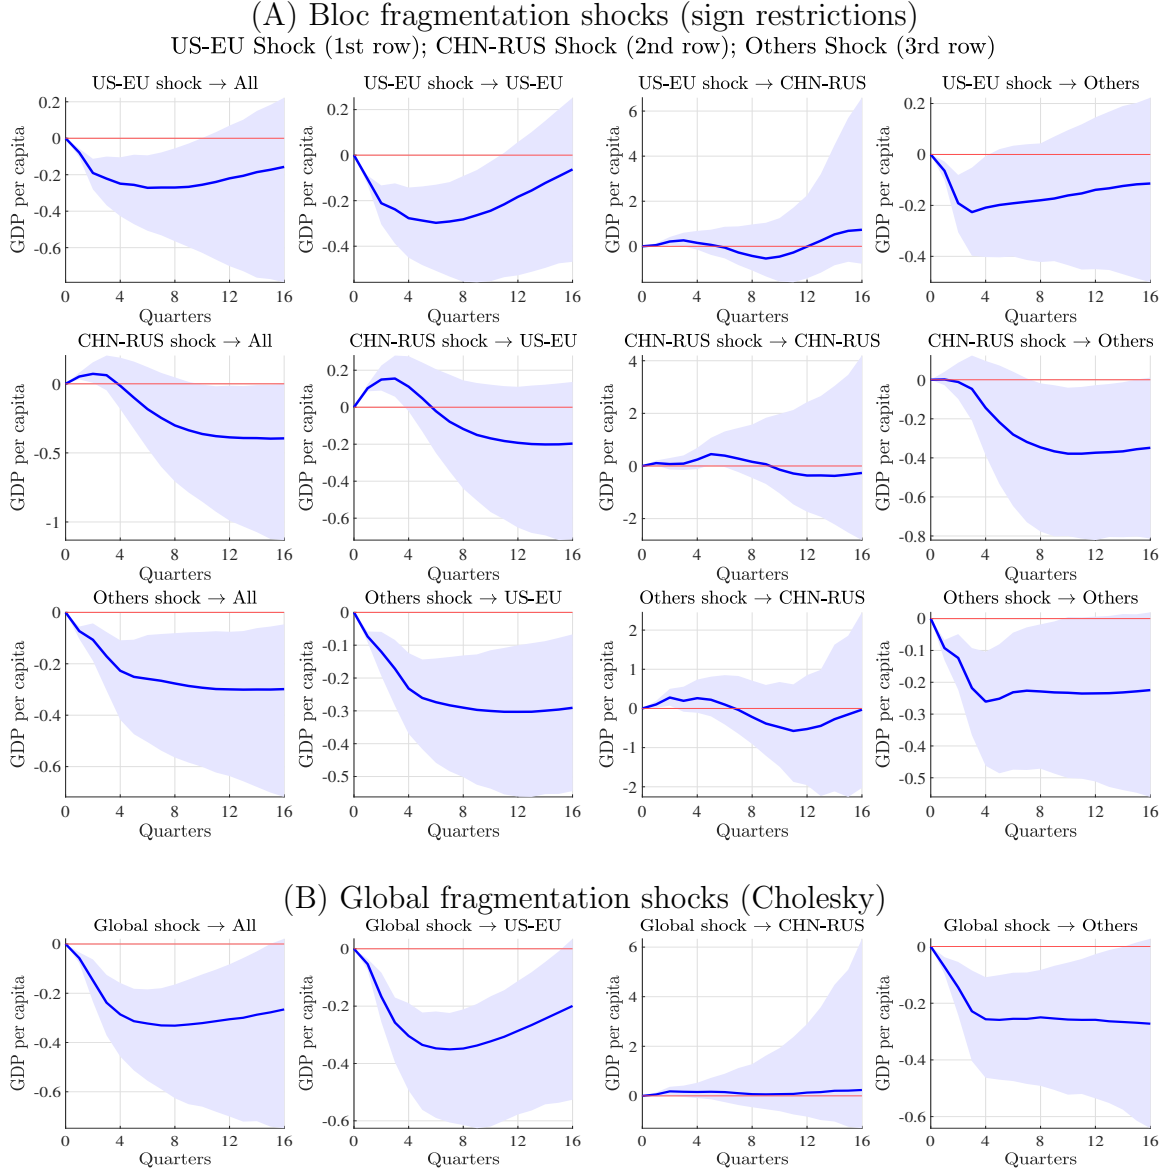 (A) Bloc fragmentation shocks (sign restrictions)
US-EU Shock (1st row); CHN-RUS Shock (2nd row); Others Shock (3rd row)
US-EU shock → All
GDP per capita
0.2
0
-0.2
-0.4
-0.6
0 4 8 12 16
Quarters
US-EU shock → US-EU
GDP per capita
0.2
0
-0.2
-0.4
0 4 8 12 16
Quarters
US-EU shock → CHN-RUS
GDP per capita
6
4
2
0
0 4 8 12 16
Quarters
US-EU shock → Others
GDP per capita
0.2
0
-0.2
-0.4
0 4 8 12 16
Quarters
CHN-RUS shock → All
GDP per capita
0
-0.5
-1
0 4 8 12 16
Quarters
CHN-RUS shock → US-EU
GDP per capita
0.2
0
-0.2
-0.4
-0.6
0 4 8 12 16
Quarters
CHN-RUS shock → CHN-RUS
GDP per capita
4
2
0
-2
0 4 8 12 16
Quarters
CHN-RUS shock → Others
GDP per capita
0
-0.2
-0.4
-0.6
-0.8
0 4 8 12 16
Quarters
Others shock → All
GDP per capita
0
-0.2
-0.4
-0.6
0 4 8 12 16
Quarters
Others shock → US-EU
GDP per capita
0
-0.1
-0.2
-0.3
-0.4
-0.5
0 4 8 12 16
Quarters
Others shock → CHN-RUS
GDP per capita
2
1
0
-1
-2
0 4 8 12 16
Quarters
Others shock → Others
GDP per capita
0
-0.1
-0.2
-0.3
-0.4
-0.5
0 4 8 12 16
Quarters
(B) Global fragmentation shocks (Cholesky)
Global shock → All
GDP per capita
0
-0.2
-0.4
-0.6
0 4 8 12 16
Quarters
Global shock → US-EU
GDP per capita
0
-0.2
-0.4
-0.6
0 4 8 12 16
Quarters
Global shock → CHN-RUS
GDP per capita
6
4
2
0
0 4 8 12 16
Quarters
Global shock → Others
GDP per capita
0
-0.2
-0.4
-0.6
0 4 8 12 16
Quarters